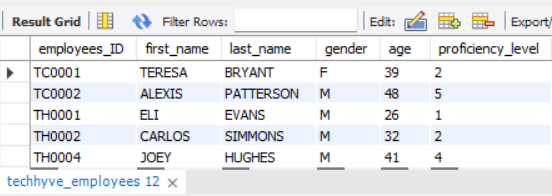 Result Grid Filter Rows: Edit: Export/
employees_ID first_name last_name gender age proficiency_level
TC0001 TERESA BRYANT F 39 2
TC0002 ALEXIS PATTERSON M 48 5
TH0001 ELI EVANS M 26 1
TH0002 CARLOS SIMMONS M 32 2
TH0004 JOEY HUGHES M 41 4
techhyve_employees 12 ×